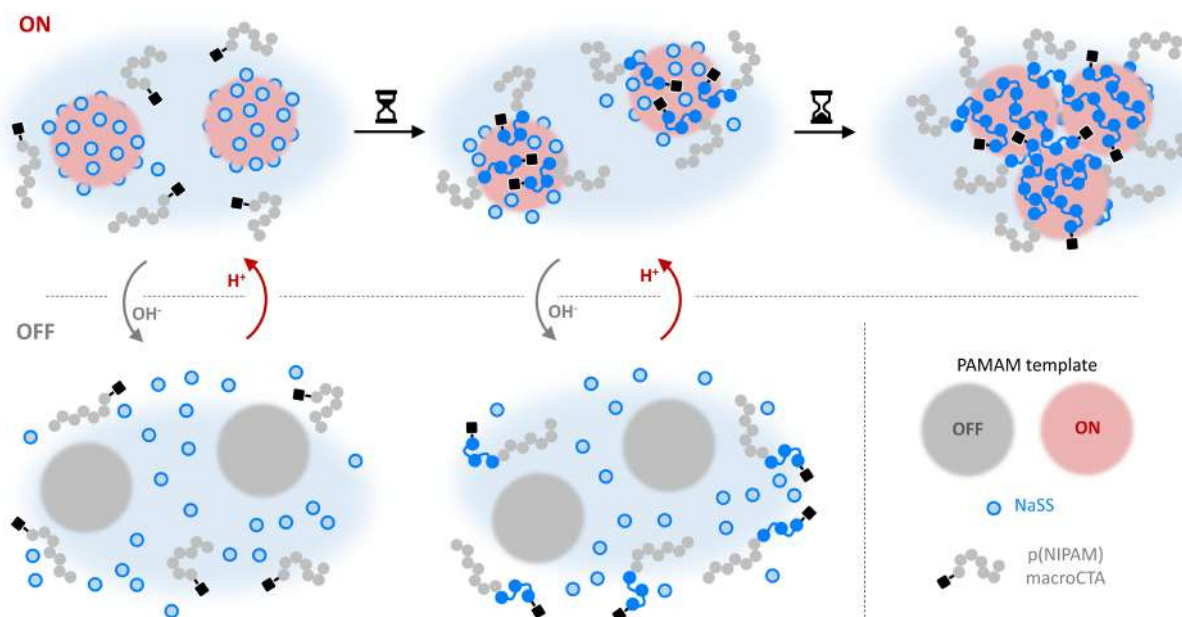 ON
H⁺
OH⁻
H⁺
OH⁻
OFF
PAMAM template
OFF
ON
NaSS
p(NIPAM)
macroCTA